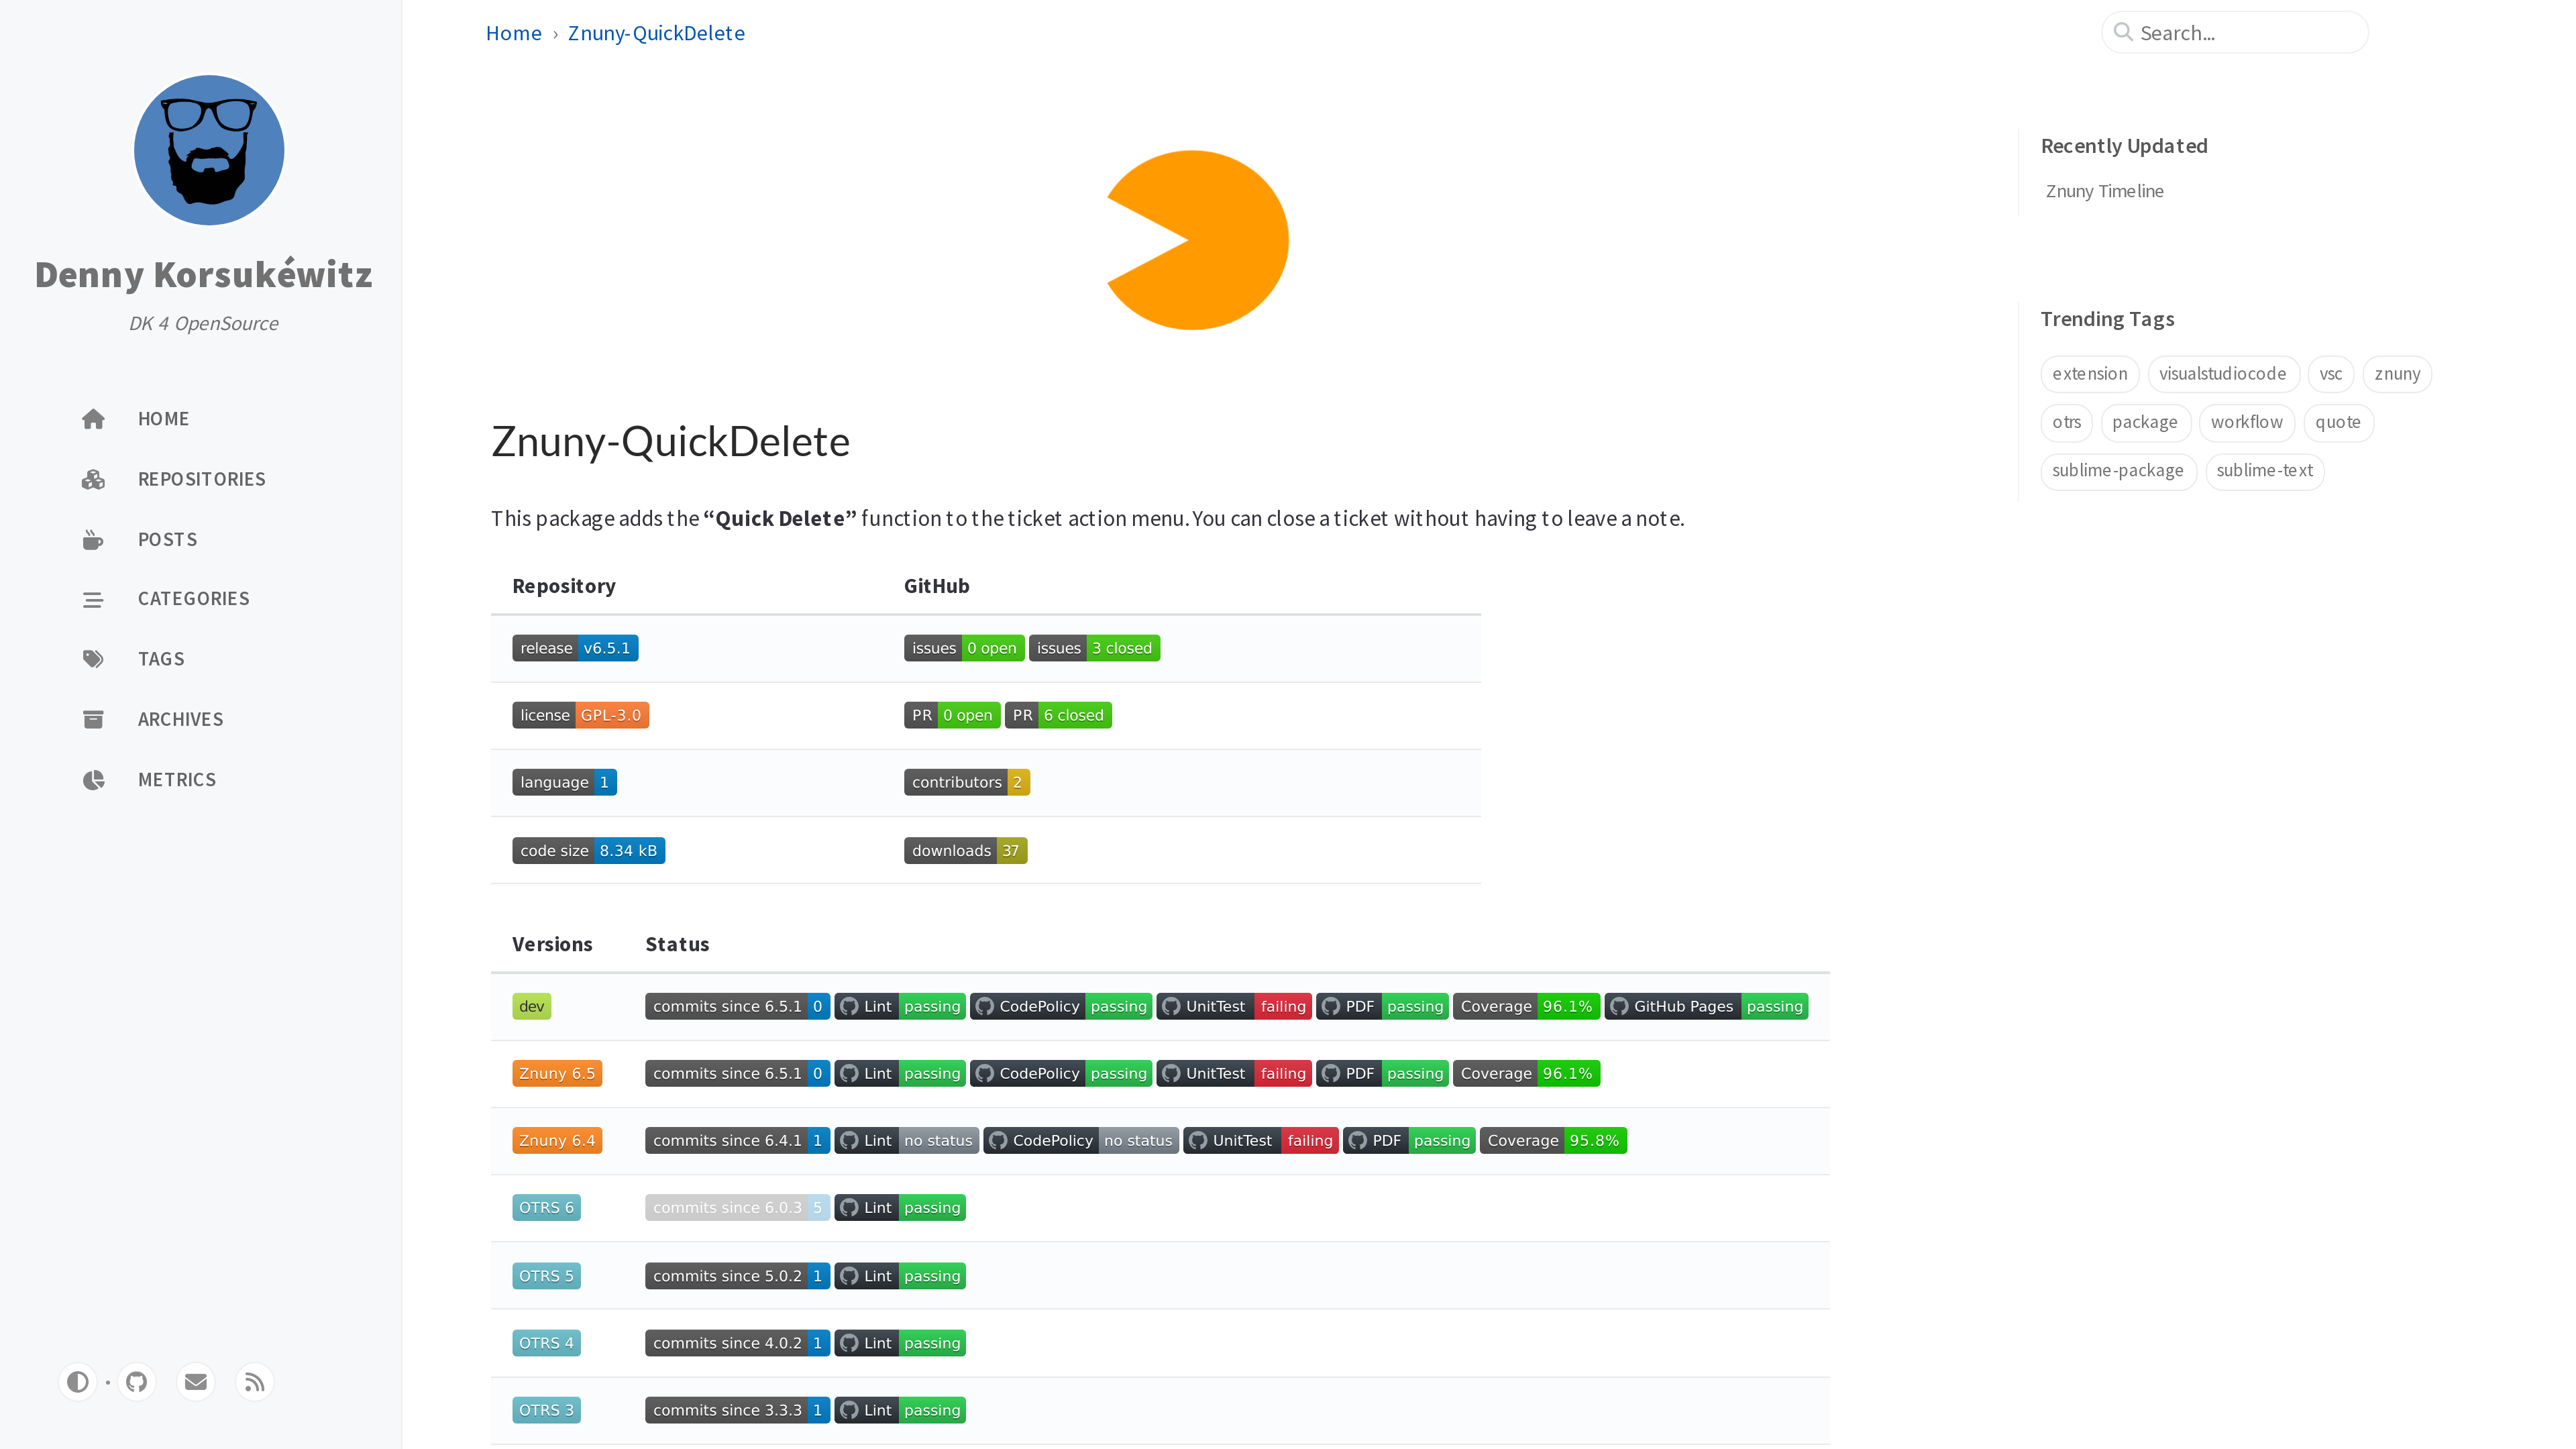 Denny Korsukéwitz
DK 4 OpenSource
HOME
REPOSITORIES
POSTS
CATEGORIES
TAGS
ARCHIVES
METRICS
Home › Znuny-QuickDelete
Search...
Znuny-QuickDelete
This package adds the “Quick Delete” function to the ticket action menu. You can close a ticket without having to leave a note.
Repository GitHub
release v6.5.1 issues 0 open issues 3 closed
license GPL-3.0 PR 0 open PR 6 closed
language 1 contributors 2
code size 8.34 kB downloads 37
Versions Status
dev commits since 6.5.1 0 Lint passing CodePolicy passing UnitTest failing PDF passing Coverage 96.1% GitHub Pages passing
Znuny 6.5 commits since 6.5.1 0 Lint passing CodePolicy passing UnitTest failing PDF passing Coverage 96.1%
Znuny 6.4 commits since 6.4.1 1 Lint no status CodePolicy no status UnitTest failing PDF passing Coverage 95.8%
OTRS 6 commits since 6.0.3 5 Lint passing
OTRS 5 commits since 5.0.2 1 Lint passing
OTRS 4 commits since 4.0.2 1 Lint passing
OTRS 3 commits since 3.3.3 1 Lint passing
Recently Updated
Znuny Timeline
Trending Tags
extension visualstudiocode vsc znuny
otrs package workflow quote
sublime-package sublime-text